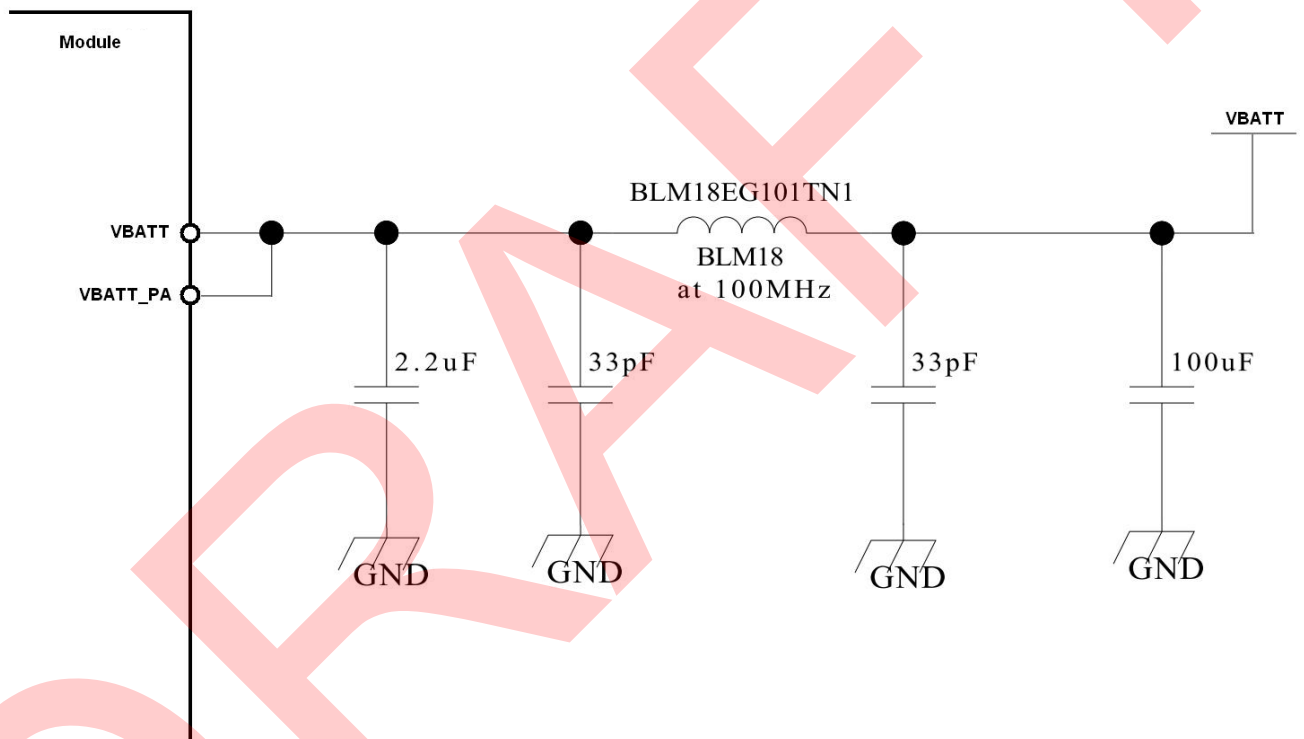 Module
VBATT
BLM18EG101TN1
VBATT
BLM18
at 100MHz
VBATT_PA
2.2uF
33pF
33pF
100uF
GND
GND
GND
GND
DRAFT